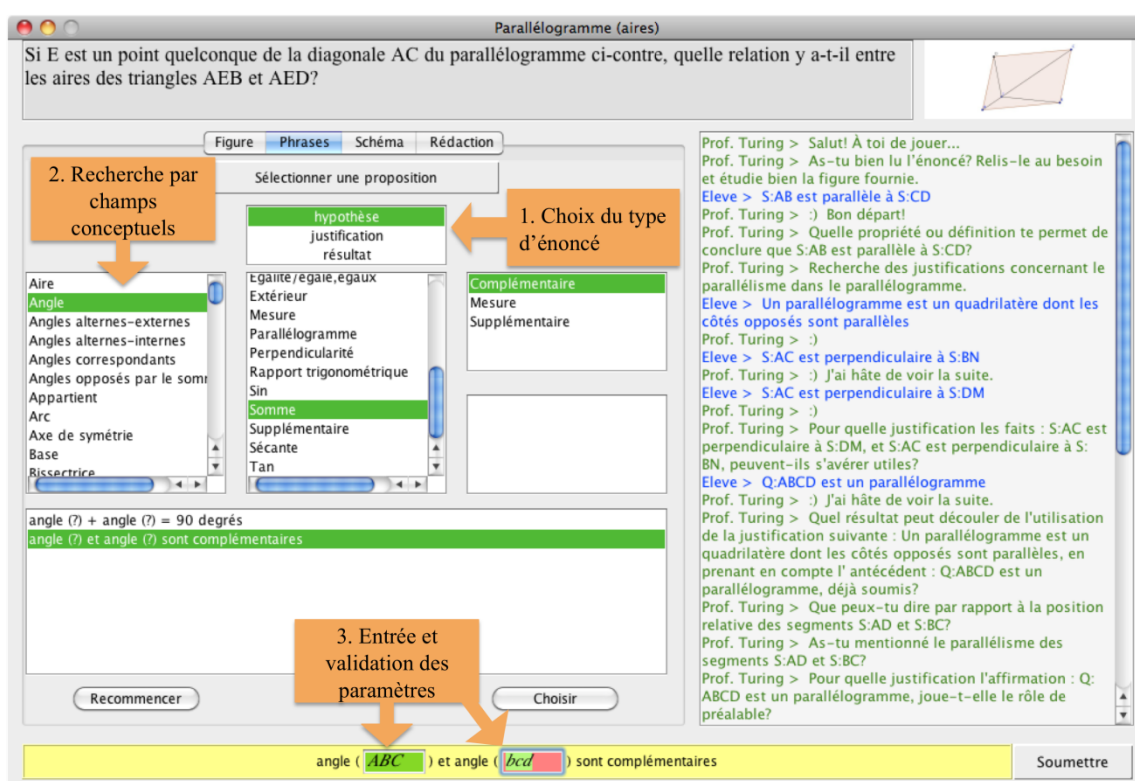 Parallélogramme (aires)
Si E est un point quelconque de la diagonale AC du parallélogramme ci-contre, quelle relation y a-t-il entre
les aires des triangles AEB et AED?
Figure
Phrases
Schéma
Rédaction
Sélectionner une proposition
2. Recherche par
champs
conceptuels
hypothèse
justification
résultat
1. Choix du type
d'énoncé
Aire
Angle
Angles alternes-externes
Angles alternes-internes
Angles correspondants
Angles opposés par le somr
Appartient
Arc
Axe de symétrie
Base
Bissectrice
Egalité/égale,égaux
Extérieur
Mesure
Parallélogramme
Perpendicularité
Rapport trigonométrique
Sin
Somme
Supplémentaire
Sécante
Tan
Complémentaire
Mesure
Supplémentaire
angle (?) + angle (?) = 90 degrés
angle (?) et angle (?) sont complémentaires
3. Entrée et
validation des
paramètres
Recommencer
Choisir
Prof. Turing > Salut! À toi de jouer...
Prof. Turing > As-tu bien lu l'énoncé? Relis-le au besoin
et étudie bien la figure fournie.
Eleve > S:AB est parallèle à S:CD
Prof. Turing > :) Bon départ!
Prof. Turing > Quelle propriété ou définition te permet de
conclure que S:AB est parallèle à S:CD?
Prof. Turing > Recherche des justifications concernant le
parallélisme dans le parallélogramme.
Eleve > Un parallélogramme est un quadrilatère dont les
côtés opposés sont parallèles
Prof. Turing > :)
Eleve > S:AC est perpendiculaire à S:BN
Prof. Turing > :) J'ai hâte de voir la suite.
Eleve > S:AC est perpendiculaire à S:DM
Prof. Turing > :)
Prof. Turing > Pour quelle justification les faits : S:AC est
perpendiculaire à S:DM, et S:AC est perpendiculaire à S:
BN, peuvent-ils s'avérer utiles?
Eleve > Q:ABCD est un parallélogramme
Prof. Turing > :) J'ai hâte de voir la suite.
Prof. Turing > Quel résultat peut découler de l'utilisation
de la justification suivante : Un parallélogramme est un
quadrilatère dont les côtés opposés sont parallèles, en
prenant en compte l' antécédent : Q:ABCD est un
parallélogramme, déjà soumis?
Prof. Turing > Que peux-tu dire par rapport à la position
relative des segments S:AD et S:BC?
Prof. Turing > As-tu mentionné le parallélisme des
segments S:AD et S:BC?
Prof. Turing > Pour quelle justification l'affirmation : Q:
ABCD est un parallélogramme, joue-t-elle le rôle de
préalable?
angle ( ABC ) et angle ( bcd ) sont complémentaires
Soumettre